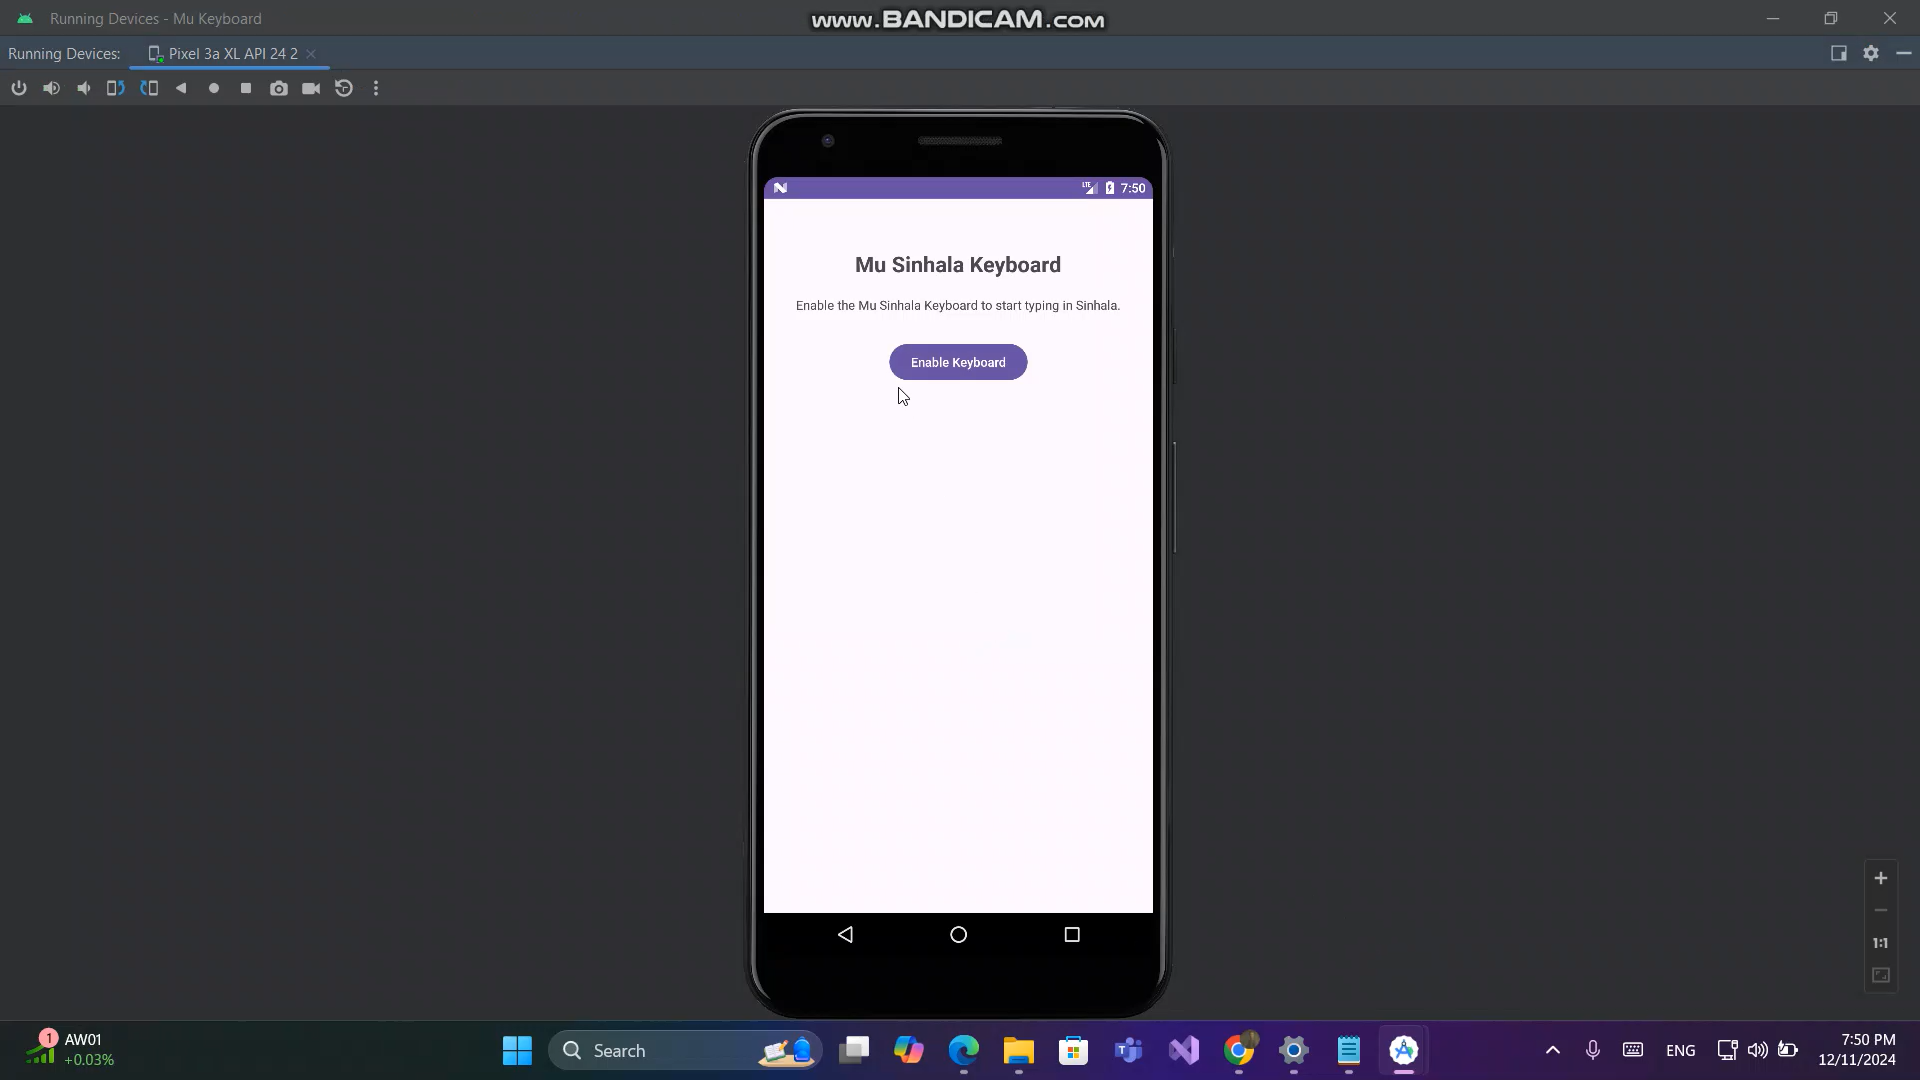 Running Devices - Mu Keyboard
www.BANDICAM.com
Running Devices:
Pixel 3a XL API 24 2
LTE
7:50
Mu Sinhala Keyboard
Enable the Mu Sinhala Keyboard to start typing in Sinhala.
Enable Keyboard
1:1
1
AW01
+0.03%
Search
ENG
7:50 PM
12/11/2024